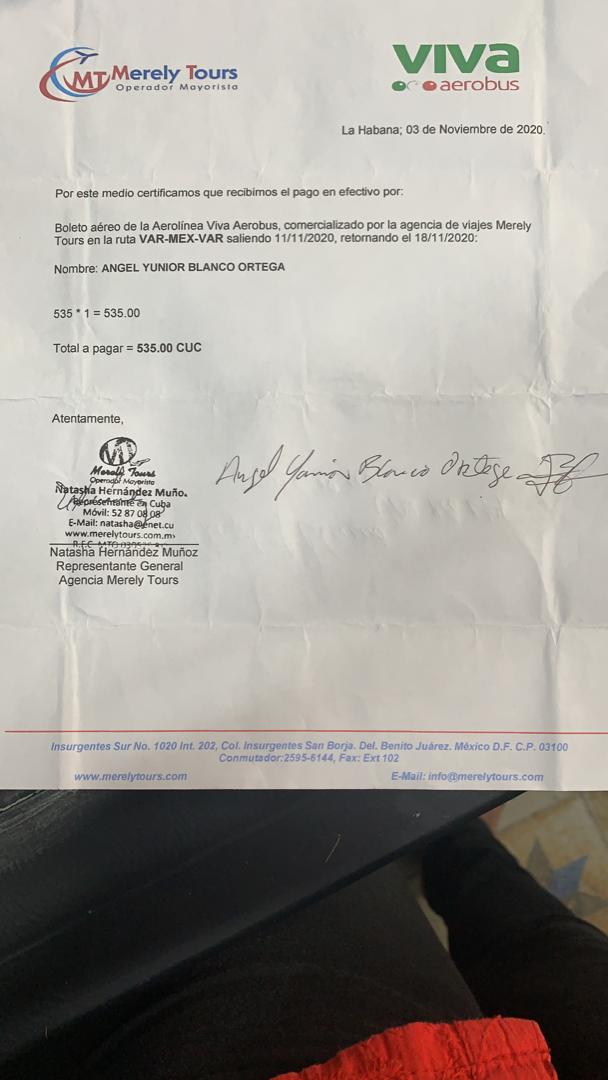 MT Merely Tours
Operador Mayorista
VIVA
aerobus
La Habana; 03 de Noviembre de 2020.
Por este medio certificamos que recibimos el pago en efectivo por:
Boleto aéreo de la Aerolínea Viva Aerobus, comercializado por la agencia de viajes Merely
Tours en la ruta VAR-MEX-VAR saliendo 11/11/2020, retornando el 18/11/2020:
Nombre: ANGEL YUNIOR BLANCO ORTEGA
535 * 1 = 535.00
Total a pagar = 535.00 CUC
Atentamente,
Merely Tours
Operador Mayorista
Natasha Hernández Muño.
Representante en Cuba
Móvil: 52 87 08 08
E-Mail: natasha@enet.cu
www.merelytours.com.m
R.F.C.
Angel Yunior Blanco Ortega
Natasha Hernández Muñoz
Representante General
Agencia Merely Tours
Insurgentes Sur No. 1020 Int. 202, Col. Insurgentes San Borja. Del. Benito Juárez. México D.F. C.P. 03100
Conmutador:2595-6144, Fax: Ext 102
www.merelytours.com
E-Mail: info@merelytours.com